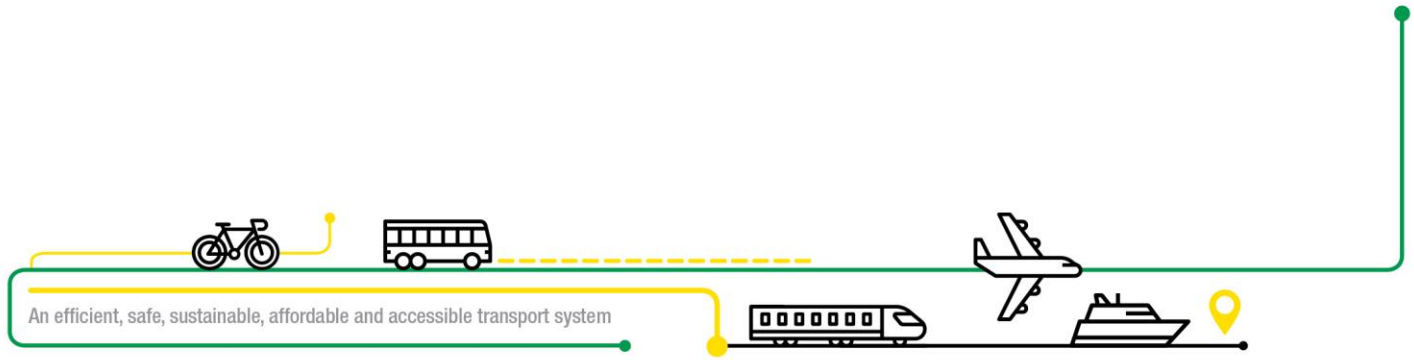 An efficient, safe, sustainable, affordable and accessible transport system